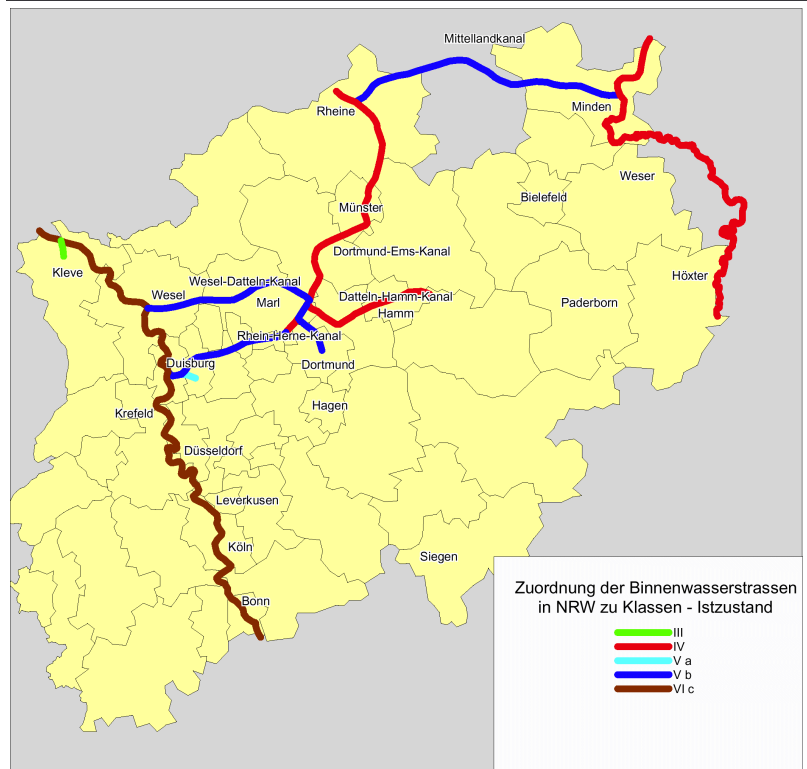 Mittellandkanal
Rheine
Minden
Weser
Bielefeld
Münster
Dortmund-Ems-Kanal
Kleve
Höxter
Wesel-Datteln-Kanal
Wesel
Marl
Datteln-Hamm-Kanal
Paderborn
Hamm
Rhein-Herne-Kanal
Duisburg
Dortmund
Krefeld
Hagen
Düsseldorf
Leverkusen
Köln
Siegen
Bonn
Zuordnung der Binnenwasserstrassen
in NRW zu Klassen - Istzustand
III
IV
V a
V b
VI c